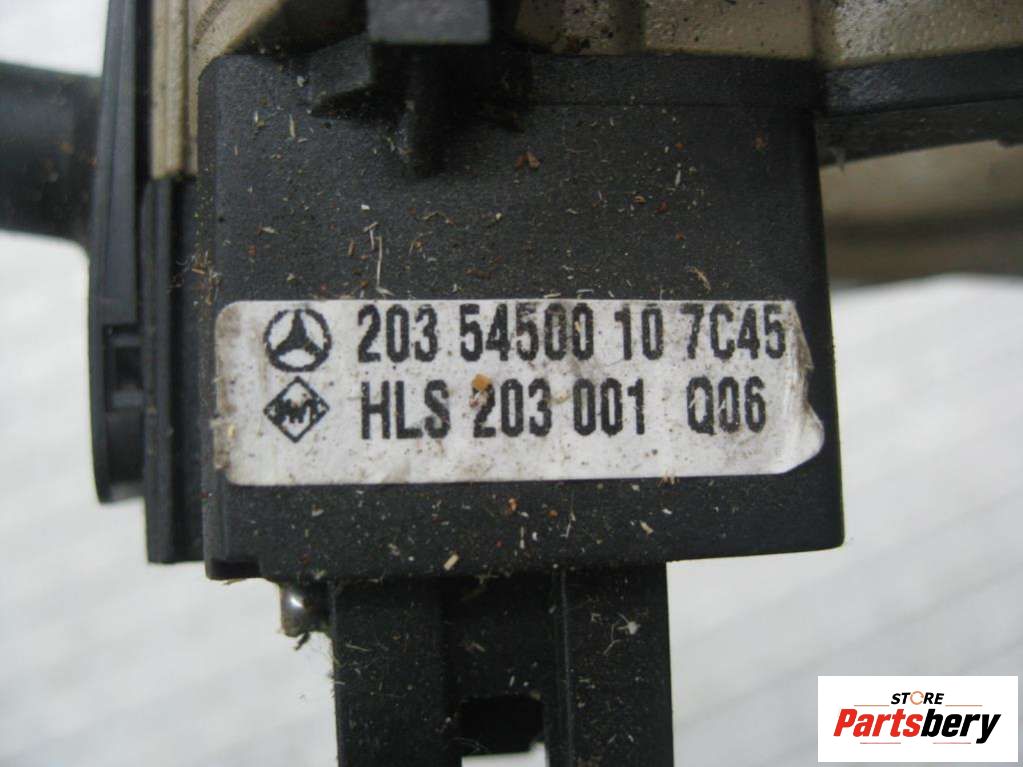 203 54500 10 7C45
HLS 203 001 Q06
STORE
Partsbery